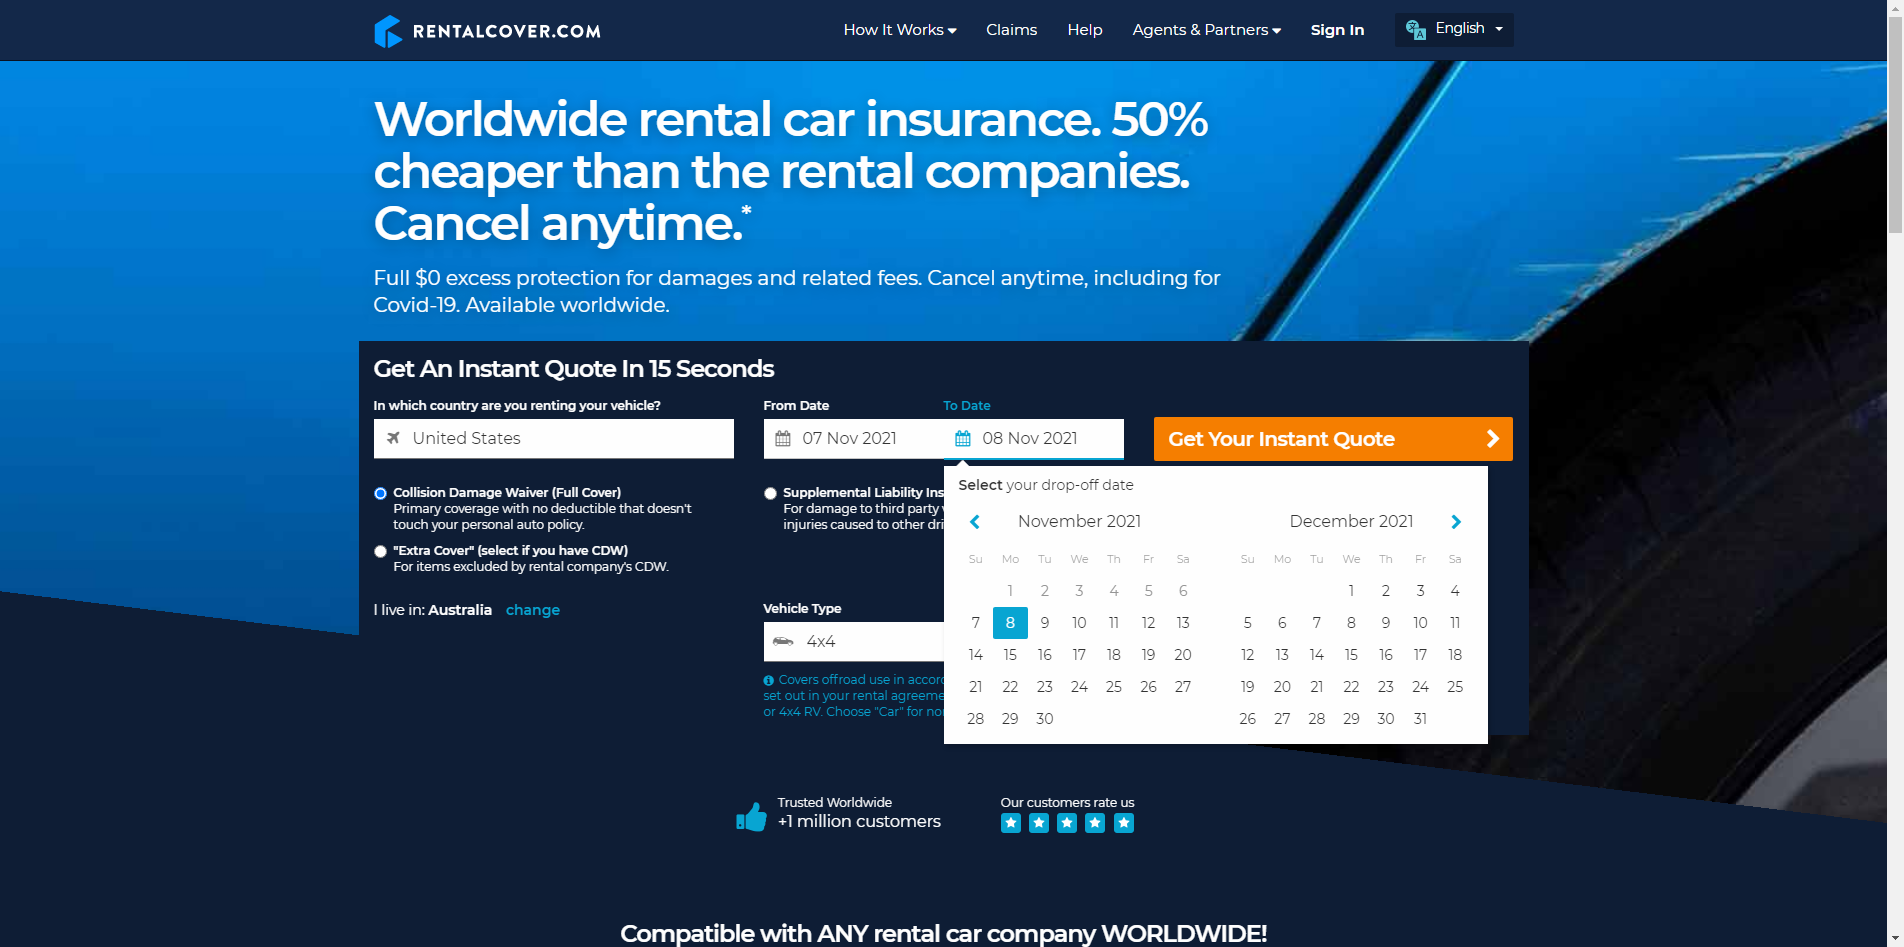 RENTALCOVER.COM
How It Works
Claims
Help
Agents & Partners
Sign In
English
Worldwide rental car insurance. 50%
cheaper than the rental companies.
Cancel anytime.*
Full $0 excess protection for damages and related fees. Cancel anytime, including for
Covid-19. Available worldwide.
Get An Instant Quote In 15 Seconds
In which country are you renting your vehicle?
United States
From Date
To Date
07 Nov 2021
08 Nov 2021
Get Your Instant Quote
Collision Damage Waiver (Full Cover)
Primary coverage with no deductible that doesn't
touch your personal auto policy.
"Extra Cover" (select if you have CDW)
For items excluded by rental company's CDW.
I live in: Australia change
Supplemental Liability Ins
For damage to third party
injuries caused to other dri
Vehicle Type
4x4
Covers offroad use in accord
set out in your rental agreeme
or 4x4 RV. Choose "Car" for no
Select your drop-off date
November 2021
Su Mo Tu We Th Fr Sa
1 2 3 4 5 6
7 8 9 10 11 12 13
14 15 16 17 18 19 20
21 22 23 24 25 26 27
28 29 30
December 2021
Su Mo Tu We Th Fr Sa
1 2 3 4
5 6 7 8 9 10 11
12 13 14 15 16 17 18
19 20 21 22 23 24 25
26 27 28 29 30 31
Trusted Worldwide
+1 million customers
Our customers rate us
Compatible with ANY rental car company WORLDWIDE!